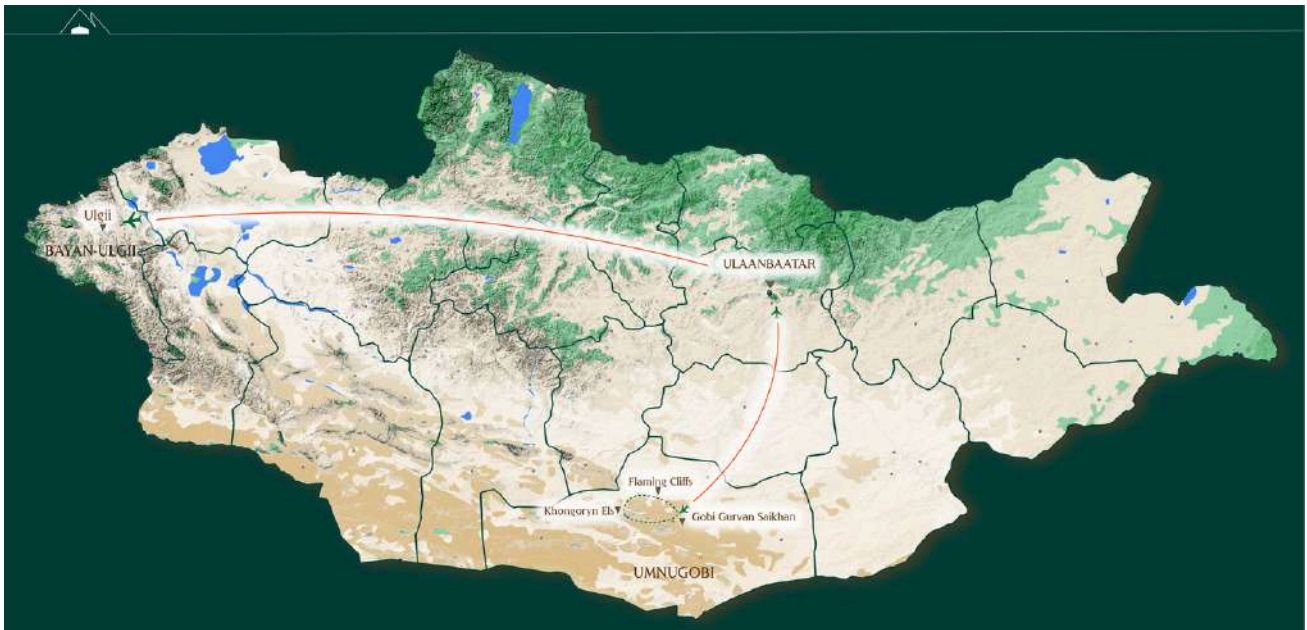 Ulgii
BAYAN-ULGII
ULAANBAATAR
Flaming Cliffs
Khongoryn Els
Gobi Gurvan Saikhan
UMNUGOBI